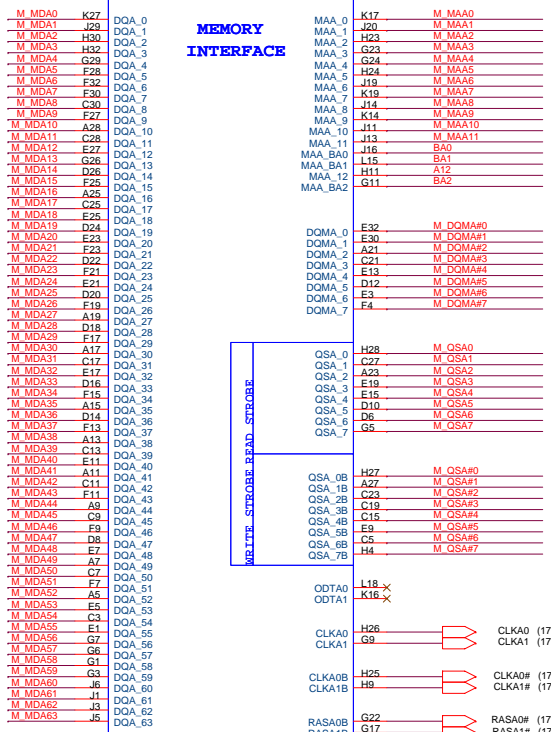 M_MDA0 K27 DQA_0
M_MDA1 J29 DQA_1
M_MDA2 H30 DQA_2
M_MDA3 H32 DQA_3
M_MDA4 G29 DQA_4
M_MDA5 F28 DQA_5
M_MDA6 F32 DQA_6
M_MDA7 F30 DQA_7
M_MDA8 C30 DQA_8
M_MDA9 F27 DQA_9
M_MDA10 A28 DQA_10
M_MDA11 C28 DQA_11
M_MDA12 E27 DQA_12
M_MDA13 G26 DQA_13
M_MDA14 D26 DQA_14
M_MDA15 F25 DQA_15
M_MDA16 A25 DQA_16
M_MDA17 C25 DQA_17
M_MDA18 E25 DQA_18
M_MDA19 D24 DQA_19
M_MDA20 E23 DQA_20
M_MDA21 F23 DQA_21
M_MDA22 D22 DQA_22
M_MDA23 F21 DQA_23
M_MDA24 E21 DQA_24
M_MDA25 D20 DQA_25
M_MDA26 F19 DQA_26
M_MDA27 A19 DQA_27
M_MDA28 D18 DQA_28
M_MDA29 F17 DQA_29
M_MDA30 A17 DQA_30
M_MDA31 C17 DQA_31
M_MDA32 E17 DQA_32
M_MDA33 D16 DQA_33
M_MDA34 F15 DQA_34
M_MDA35 A15 DQA_35
M_MDA36 D14 DQA_36
M_MDA37 F13 DQA_37
M_MDA38 A13 DQA_38
M_MDA39 C13 DQA_39
M_MDA40 E11 DQA_40
M_MDA41 A11 DQA_41
M_MDA42 C11 DQA_42
M_MDA43 F11 DQA_43
M_MDA44 A9 DQA_44
M_MDA45 C9 DQA_45
M_MDA46 F9 DQA_46
M_MDA47 D8 DQA_47
M_MDA48 E7 DQA_48
M_MDA49 A7 DQA_49
M_MDA50 C7 DQA_50
M_MDA51 F7 DQA_51
M_MDA52 A5 DQA_52
M_MDA53 E5 DQA_53
M_MDA54 C3 DQA_54
M_MDA55 E1 DQA_55
M_MDA56 G7 DQA_56
M_MDA57 G6 DQA_57
M_MDA58 G1 DQA_58
M_MDA59 G3 DQA_59
M_MDA60 J6 DQA_60
M_MDA61 J1 DQA_61
M_MDA62 J3 DQA_62
M_MDA63 J5 DQA_63
MEMORY
INTERFACE
MAA_0 K17 M_MAA0
MAA_1 J20 M_MAA1
MAA_2 H23 M_MAA2
MAA_3 G23 M_MAA3
MAA_4 G24 M_MAA4
MAA_5 H24 M_MAA5
MAA_6 J19 M_MAA6
MAA_7 K19 M_MAA7
MAA_8 J14 M_MAA8
MAA_9 K14 M_MAA9
MAA_10 J11 M_MAA10
MAA_11 J13 M_MAA11
MAA_BA0 J16 BA0
MAA_BA1 L15 BA1
MAA_12 H11 A12
MAA_BA2 G11 BA2
DQMA_0 E32 M_DQMA#0
DQMA_1 E30 M_DQMA#1
DQMA_2 A21 M_DQMA#2
DQMA_3 C21 M_DQMA#3
DQMA_4 E13 M_DQMA#4
DQMA_5 D12 M_DQMA#5
DQMA_6 E3 M_DQMA#6
DQMA_7 F4 M_DQMA#7
READ STROBE
QSA_0 H28 M_QSA0
QSA_1 C27 M_QSA1
QSA_2 A23 M_QSA2
QSA_3 E19 M_QSA3
QSA_4 E15 M_QSA4
QSA_5 D10 M_QSA5
QSA_6 D6 M_QSA6
QSA_7 G5 M_QSA7
WRITE STROBE
QSA_0B H27 M_QSA#0
QSA_1B A27 M_QSA#1
QSA_2B C23 M_QSA#2
QSA_3B C19 M_QSA#3
QSA_4B C15 M_QSA#4
QSA_5B E9 M_QSA#5
QSA_6B C5 M_QSA#6
QSA_7B H4 M_QSA#7
ODTA0 L18
ODTA1 K16
CLKA0 H26 CLKA0 (17
CLKA1 G9 CLKA1 (17
CLKA0B H25 CLKA0# (17
CLKA1B H9 CLKA1# (17
RASA0B G22 RASA0# (17
RASA1B G17 RASA1# (17